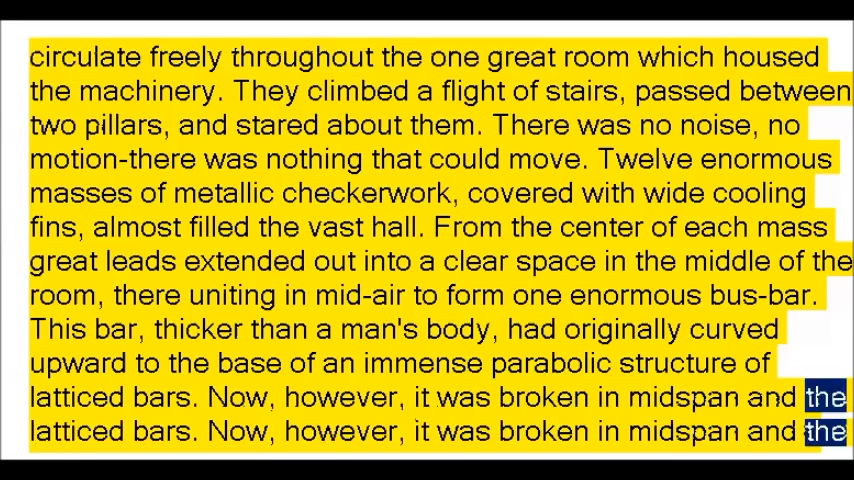 circulate freely throughout the one great room which housed
the machinery. They climbed a flight of stairs, passed between
two pillars, and stared about them. There was no noise, no
motion-there was nothing that could move. Twelve enormous
masses of metallic checkerwork, covered with wide cooling
fins, almost filled the vast hall. From the center of each mass
great leads extended out into a clear space in the middle of the
room, there uniting in mid-air to form one enormous bus-bar.
This bar, thicker than a man's body, had originally curved
upward to the base of an immense parabolic structure of
latticed bars. Now, however, it was broken in midspan and the
latticed bars. Now, however, it was broken in midspan and the